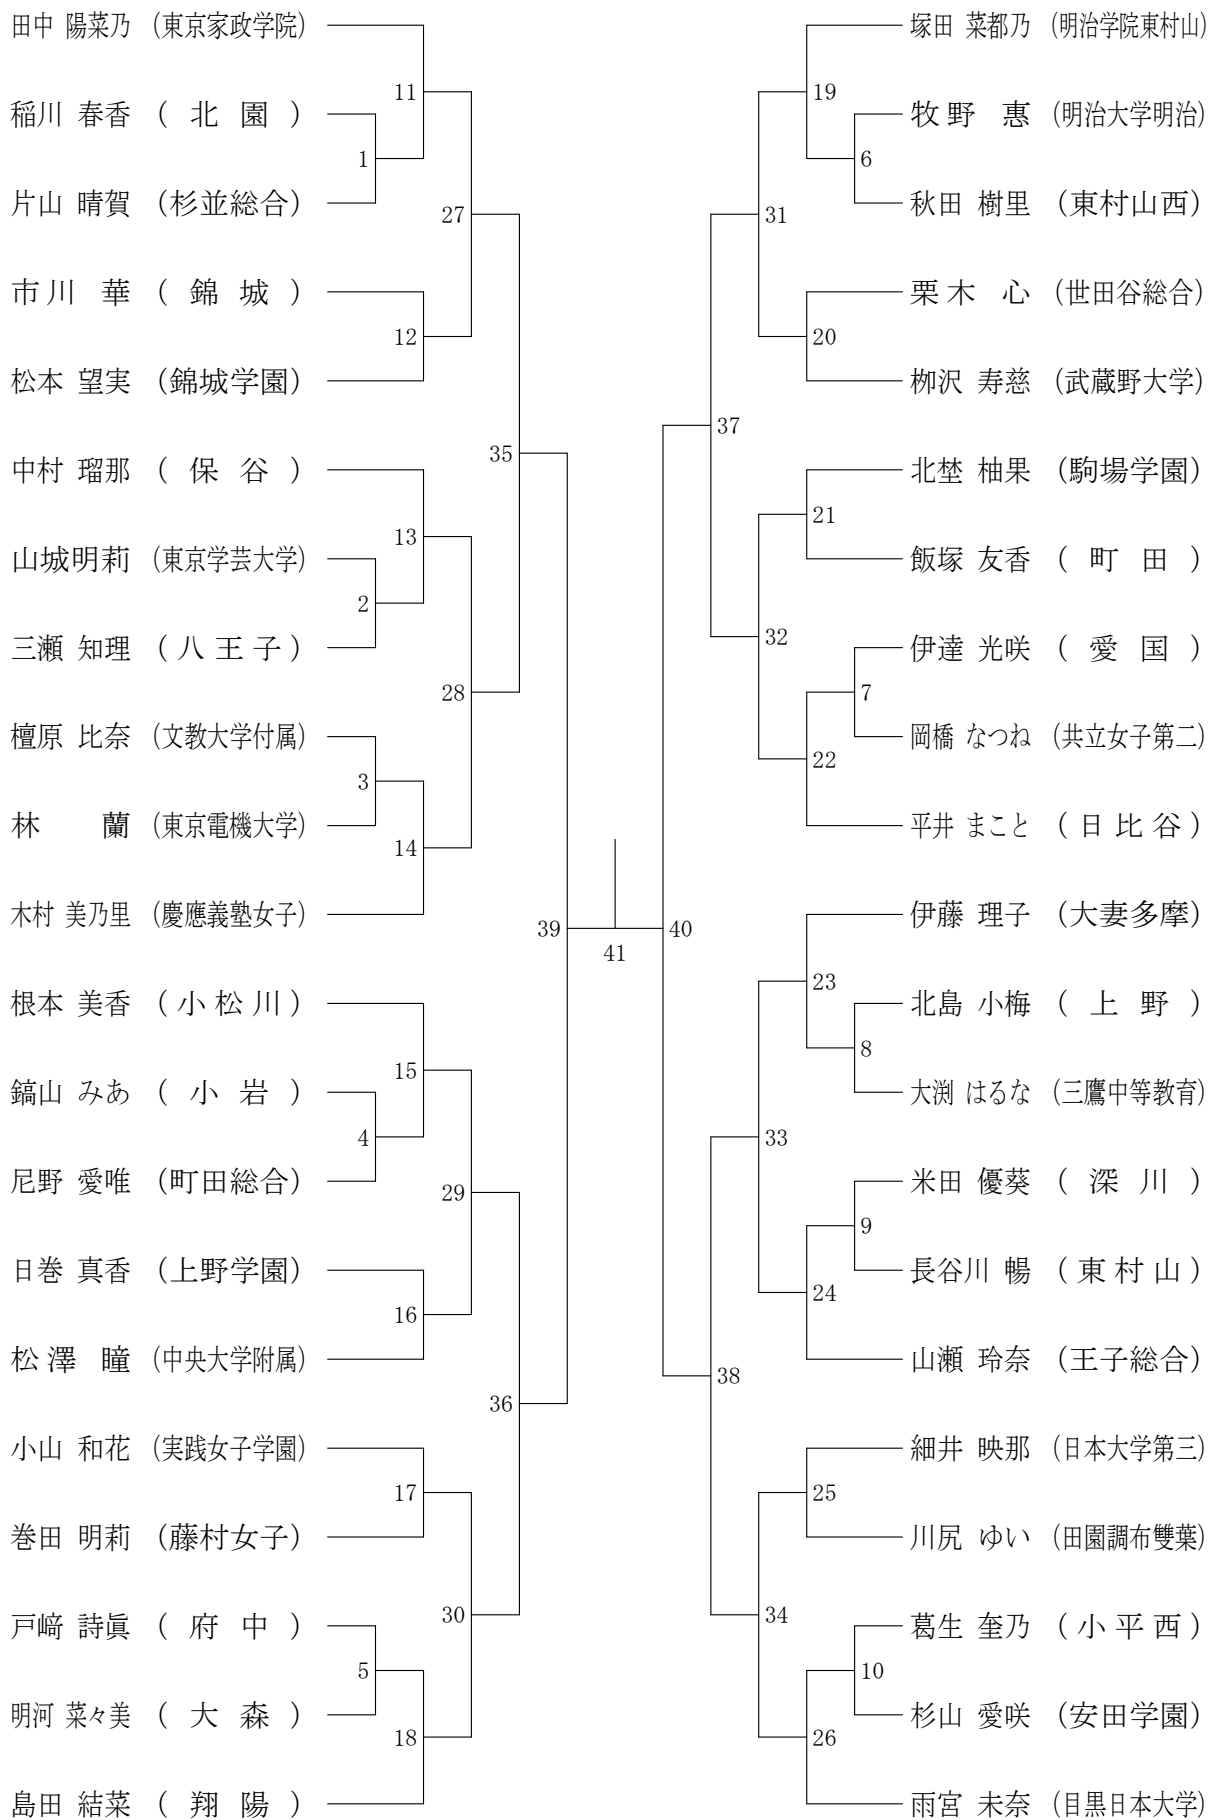 田中 陽菜乃 (東京家政学院)
11
稲川 春香 ( 北 園 )
1
片山 晴賀 (杉並総合)
27
市川 華 ( 錦 城 )
12
松本 望実 (錦城学園)
35
中村 瑠那 ( 保 谷 )
13
山城明莉 (東京学芸大学)
2
三瀬 知理 (八王子)
28
檀原 比奈 (文教大学付属)
3
林 蘭 (東京電機大学)
14
木村 美乃里 (慶應義塾女子)
39
根本 美香 (小松川)
15
鎬山 みあ ( 小 岩 )
4
尼野 愛唯 (町田総合)
29
日巻 真香 (上野学園)
16
松澤 瞳 (中央大学附属)
36
小山 和花 (実践女子学園)
17
巻田 明莉 (藤村女子)
30
戸﨑 詩眞 ( 府 中 )
5
明河 菜々美 ( 大 森 )
18
島田 結菜 ( 翔 陽 )
41
塚田 菜都乃 (明治学院東村山)
19
牧野 惠 (明治大学明治)
6
秋田 樹里 (東村山西)
31
栗木 心 (世田谷総合)
20
栁沢 寿慈 (武蔵野大学)
37
北埜 柚果 (駒場学園)
21
飯塚 友香 ( 町 田 )
32
伊達 光咲 ( 愛 国 )
7
岡橋 なつね (共立女子第二)
22
平井 まこと (日比谷)
40
伊藤 理子 (大妻多摩)
23
北島 小梅 ( 上 野 )
8
大渕 はるな (三鷹中等教育)
33
米田 優葵 ( 深 川 )
9
長谷川 暢 (東村山)
24
山瀬 玲奈 (王子総合)
38
細井 映那 (日本大学第三)
25
川尻 ゆい (田園調布雙葉)
34
葛生 奎乃 (小平西)
10
杉山 愛咲 (安田学園)
26
雨宮 未奈 (目黒日本大学)